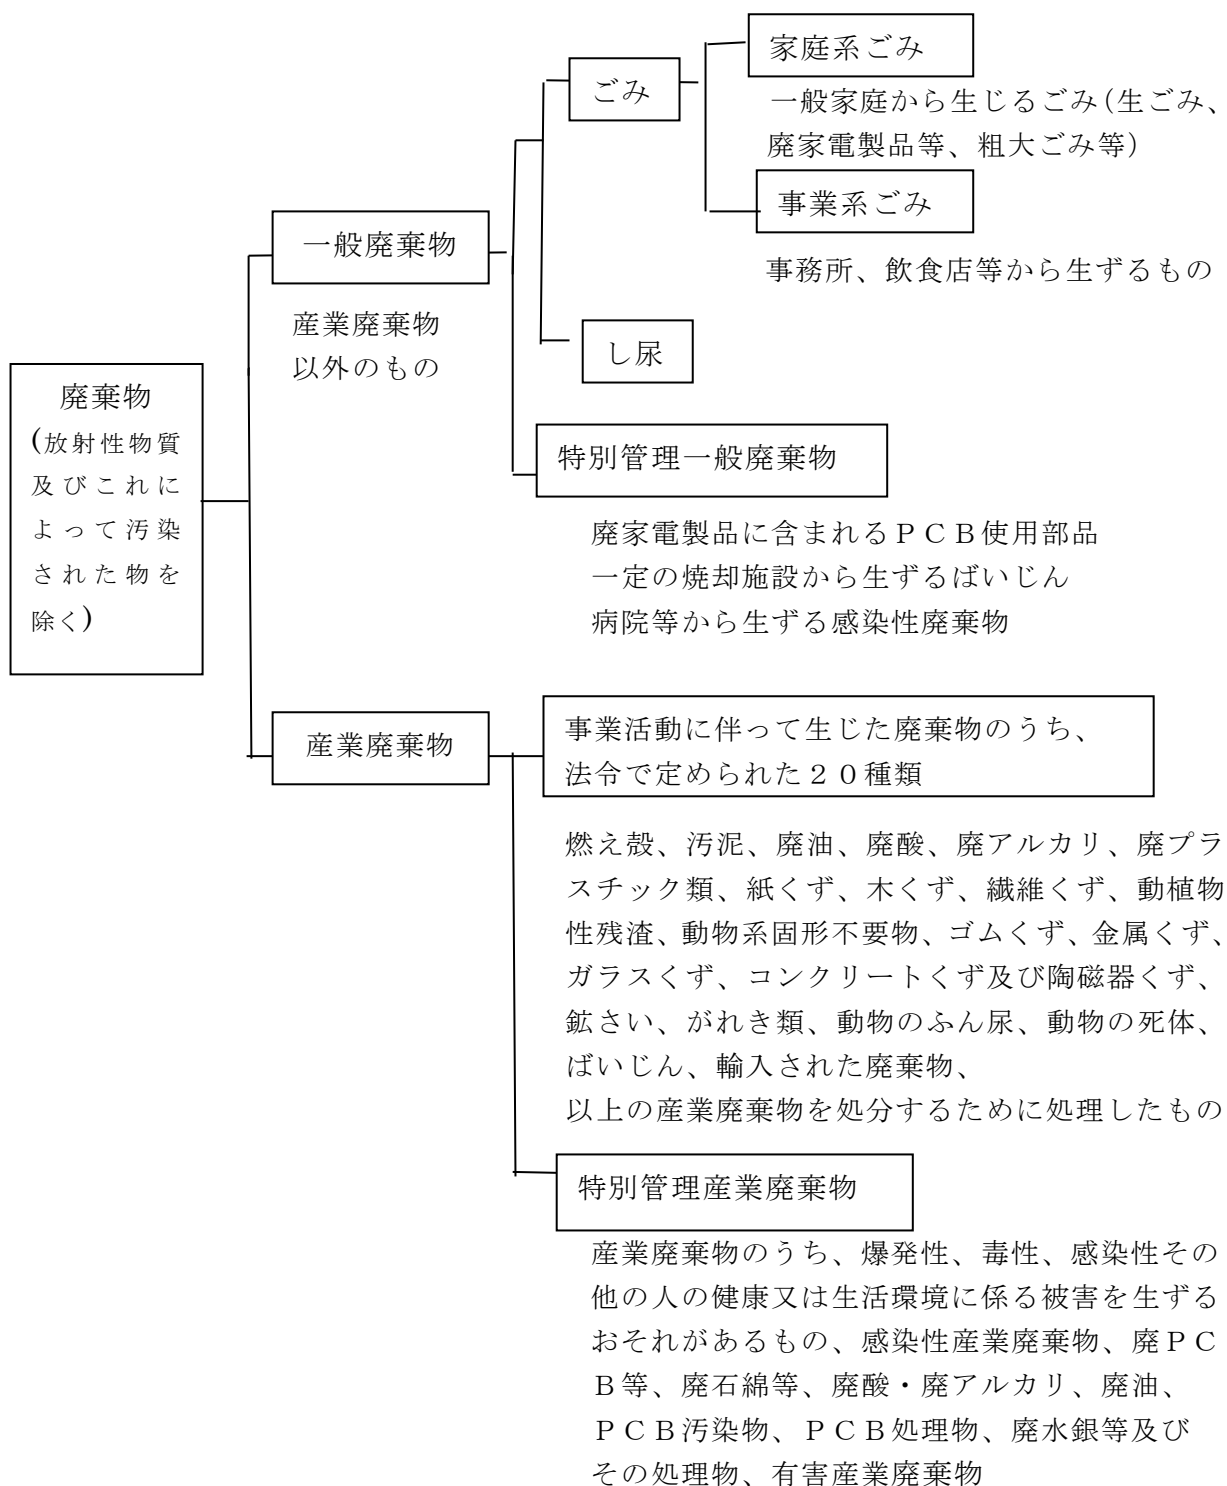 家庭系ごみ
ごみ
一般家庭から生じるごみ(生ごみ、
廃家電製品等、粗大ごみ等)
事業系ごみ
一般廃棄物
事務所、飲食店等から生ずるもの
産業廃棄物
以外のもの
し尿
廃棄物
(放射性物質
及びこれに
よって汚染
された物を
除く)
特別管理一般廃棄物
廃家電製品に含まれるPCB使用部品
一定の焼却施設から生ずるばいじん
病院等から生ずる感染性廃棄物
産業廃棄物
事業活動に伴って生じた廃棄物のうち、
法令で定められた20種類
燃え殻、汚泥、廃油、廃酸、廃アルカリ、廃プラ
スチック類、紙くず、木くず、繊維くず、動植物
性残渣、動物系固形不要物、ゴムくず、金属くず、
ガラスくず、コンクリートくず及び陶磁器くず、
鉱さい、がれき類、動物のふん尿、動物の死体、
ばいじん、輸入された廃棄物、
以上の産業廃棄物を処分するために処理したもの
特別管理産業廃棄物
産業廃棄物のうち、爆発性、毒性、感染性その
他の人の健康又は生活環境に係る被害を生ずる
おそれがあるもの、感染性産業廃棄物、廃PC
B等、廃石綿等、廃酸・廃アルカリ、廃油、
PCB汚染物、PCB処理物、廃水銀等及び
その処理物、有害産業廃棄物